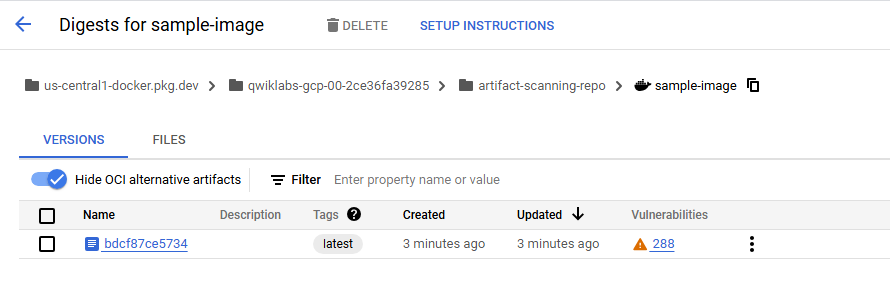 Digests for sample-image DELETE SETUP INSTRUCTIONS
us-central1-docker.pkg.dev qwiklabs-gcp-00-2ce36fa39285 artifact-scanning-repo sample-image
VERSIONS FILES
Hide OCI alternative artifacts Filter Enter property name or value
Name Description Tags Created Updated Vulnerabilities
bdcf87ce5734 latest 3 minutes ago 3 minutes ago 288